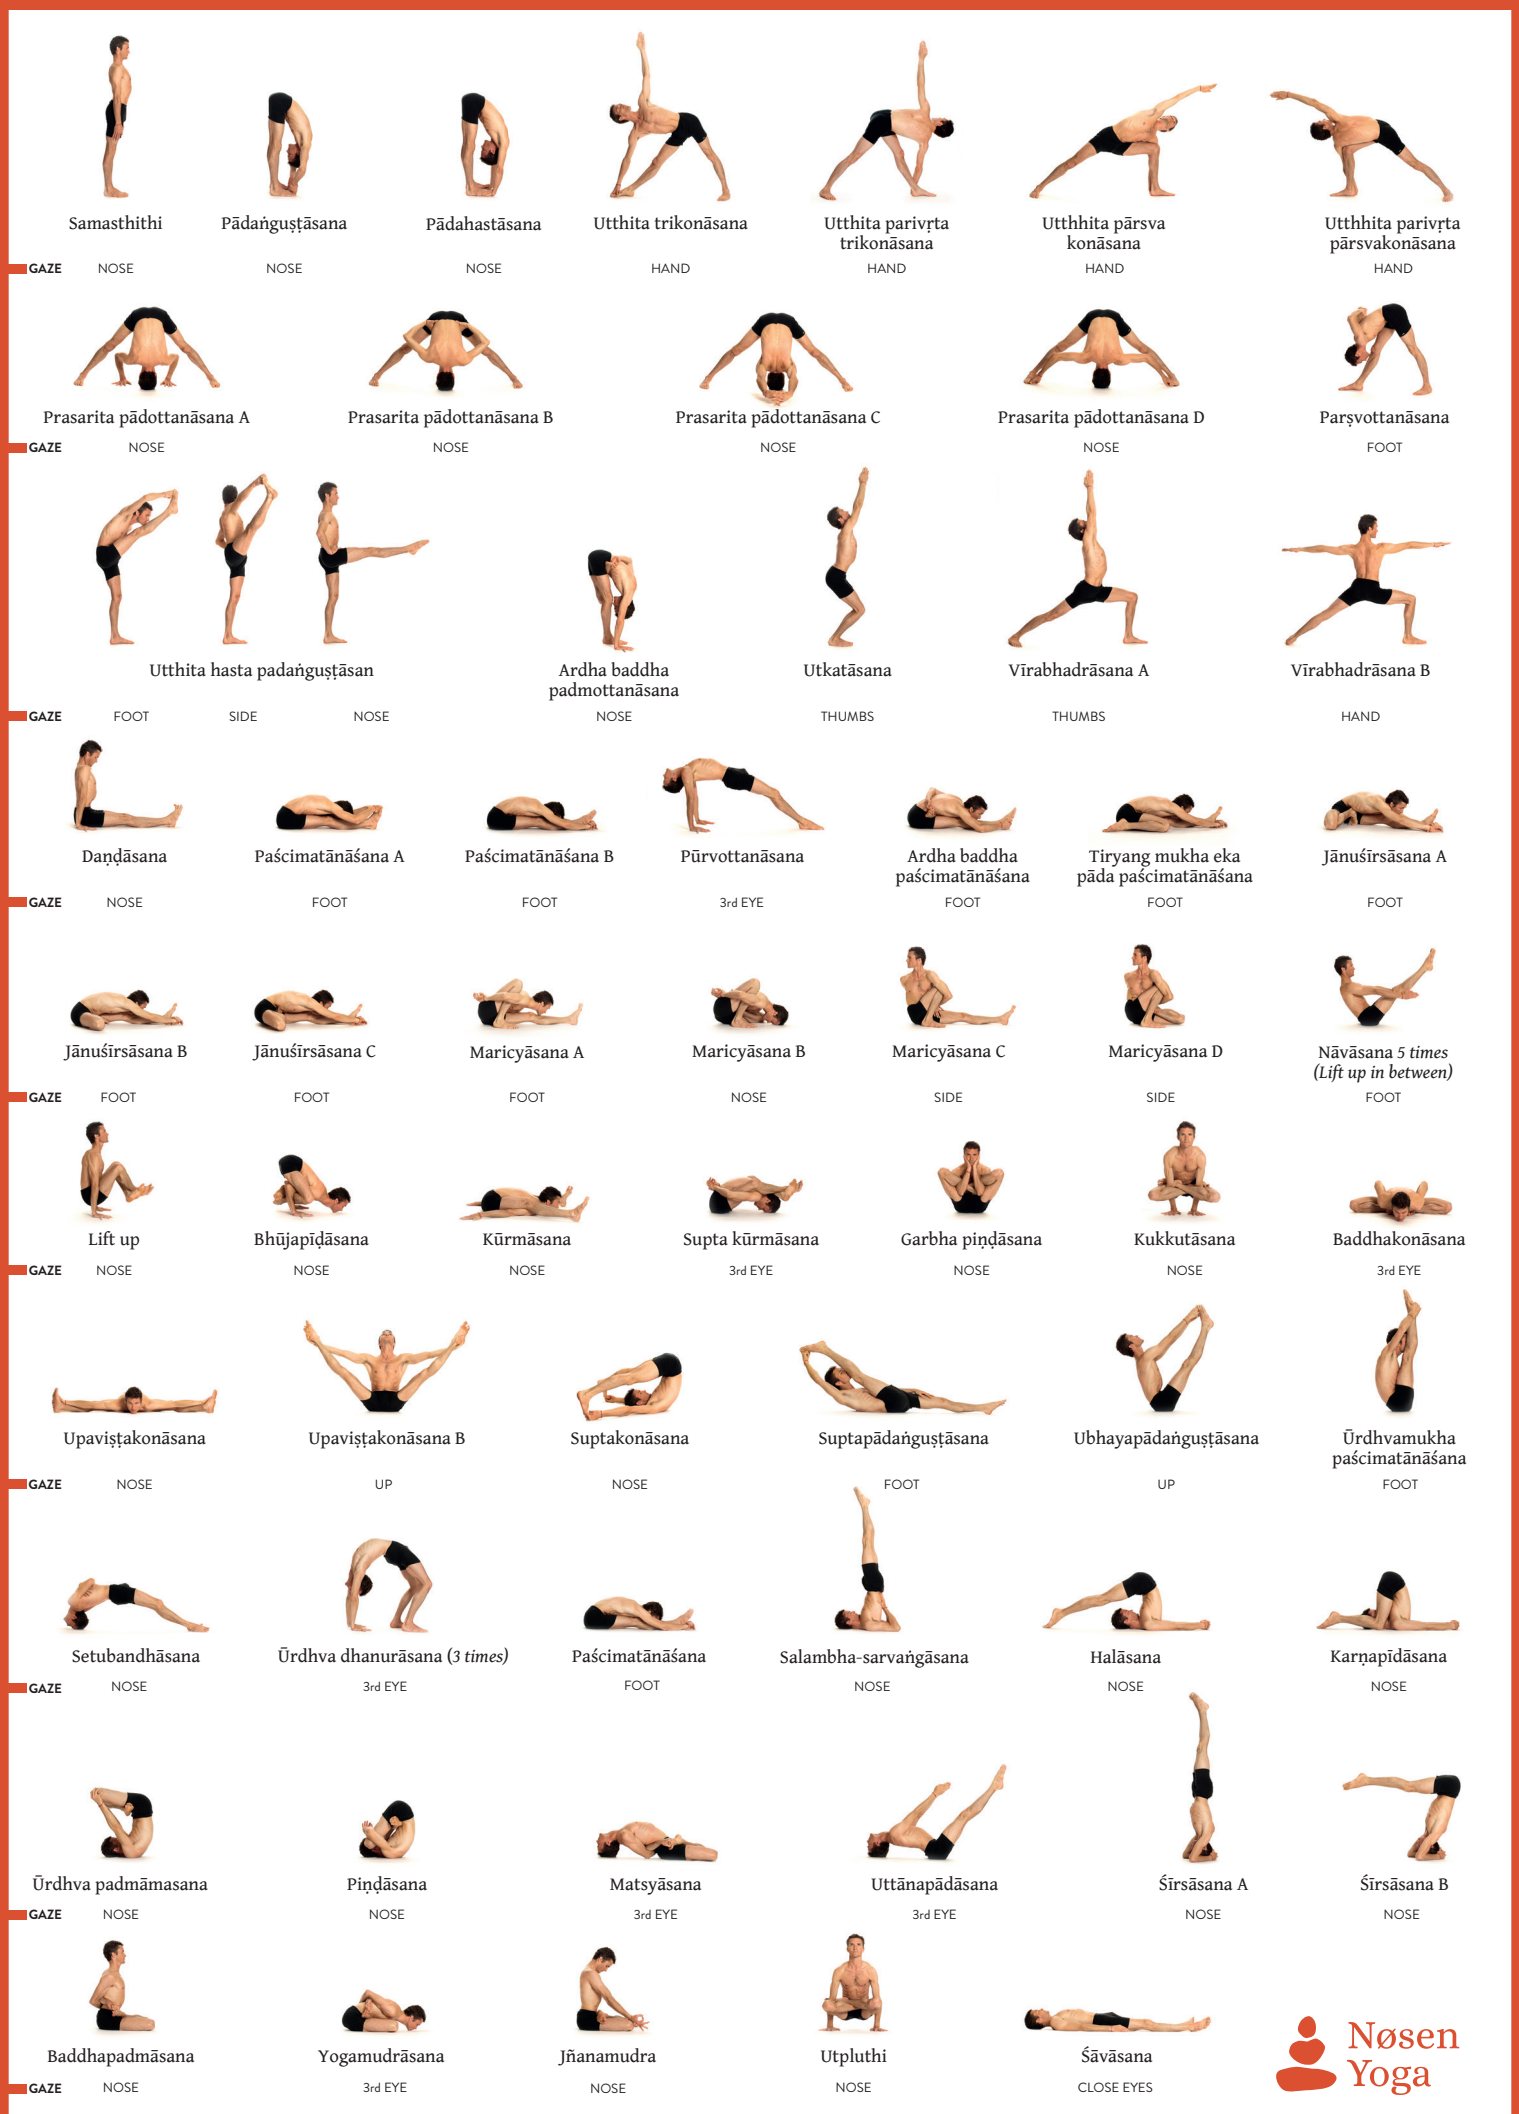 Samasthithi
Pādaṅguṣṭāsana
Pādahastāsana
Utthita trikonāsana
Utthita parivṛta
trikonāsana
Utthhita pārsva
konāsana
Utthhita parivṛta
pārsvakonāsana
GAZE NOSE NOSE NOSE HAND HAND HAND HAND
Prasarita pādottanāsana A
Prasarita pādottanāsana B
Prasarita pādottanāsana C
Prasarita pādottanāsana D
Parṣvottanāsana
GAZE NOSE NOSE NOSE NOSE FOOT
Utthita hasta padaṅguṣṭāsan
Ardha baddha
padmottanāsana
Utkatāsana
Vīrabhadrāsana A
Vīrabhadrāsana B
GAZE FOOT SIDE NOSE NOSE THUMBS THUMBS HAND
Daṇḍāsana
Paścimatānāśana A
Paścimatānāśana B
Pūrvottanāsana
Ardha baddha
paścimatānāśana
Tiryang mukha eka
pāda paścimatānāśana
Jānuśīrsāsana A
GAZE NOSE FOOT FOOT 3rd EYE FOOT FOOT FOOT
Jānuśīrsāsana B
Jānuśīrsāsana C
Maricyāsana A
Maricyāsana B
Maricyāsana C
Maricyāsana D
Nāvāsana 5 times
(Lift up in between)
GAZE FOOT FOOT FOOT NOSE SIDE SIDE FOOT
Lift up
Bhūjapīḍāsana
Kūrmāsana
Supta kūrmāsana
Garbha piṇḍāsana
Kukkutāsana
Baddhakonāsana
GAZE NOSE NOSE NOSE 3rd EYE NOSE NOSE 3rd EYE
Upaviṣṭakonāsana
Upaviṣṭakonāsana B
Suptakonāsana
Suptapādaṅguṣṭāsana
Ubhayapādaṅguṣṭāsana
Ūrdhvamukha
paścimatānāśana
GAZE NOSE UP NOSE FOOT UP FOOT
Setubandhāsana
Ūrdhva dhanurāsana (3 times)
Paścimatānāśana
Salambha-sarvaṅgāsana
Halāsana
Karṇapīdāsana
GAZE NOSE 3rd EYE FOOT NOSE NOSE NOSE
Ūrdhva padmāmasana
Piṇḍāsana
Matsyāsana
Uttānapādāsana
Śīrsāsana A
Śīrsāsana B
GAZE NOSE NOSE 3rd EYE 3rd EYE NOSE NOSE
Baddhapadmāsana
Yogamudrāsana
Jñanamudra
Utpluthi
Śāvāsana
GAZE NOSE 3rd EYE NOSE NOSE CLOSE EYES
Nøsen
Yoga